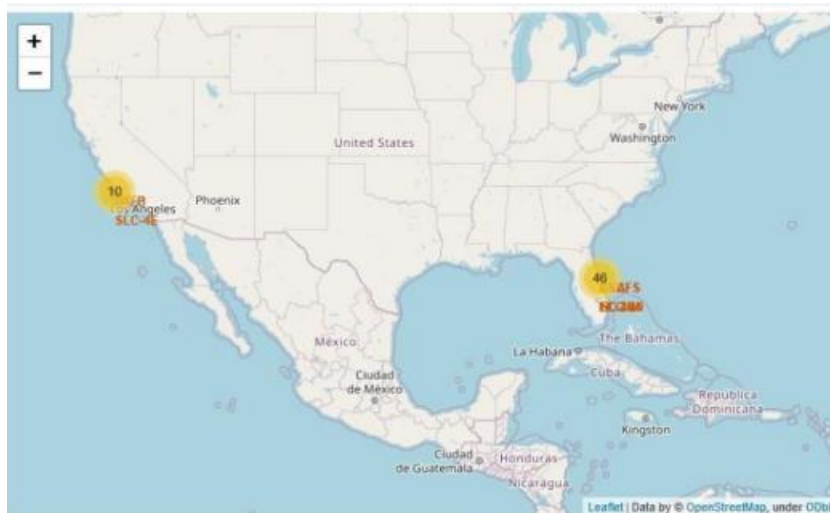 +
−
New York
Washington
United States
10
Phoenix
Los Angeles
SLC-4E
46
The Bahamas
México
La Habana
Cuba
Ciudad
de México
República
Dominicana
Kingston
Ciudad
de Guatemala
Honduras
Nicaragua
Leaflet | Data by © OpenStreetMap, under ODbL